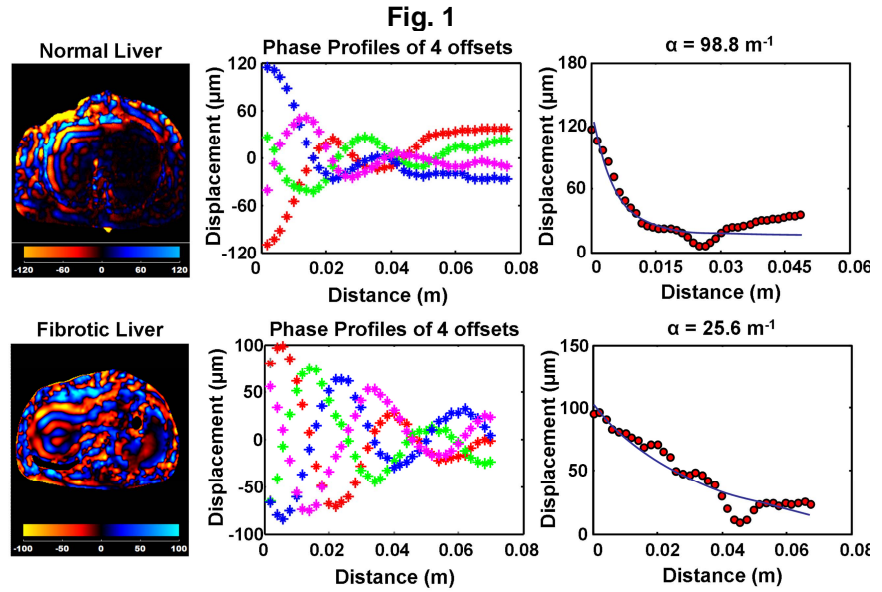 Fig. 1
Normal Liver
-120 -60 0 60 120
Phase Profiles of 4 offsets
Displacement (µm)
120
60
0
-60
-120
0 0.02 0.04 0.06 0.08
Distance (m)
α = 98.8 m⁻¹
Displacement (µm)
180
120
60
0
0 0.015 0.03 0.045 0.06
Distance (m)
Fibrotic Liver
-100 -50 0 50 100
Phase Profiles of 4 offsets
Displacement (µm)
100
50
0
-50
-100
0 0.02 0.04 0.06 0.08
Distance (m)
α = 25.6 m⁻¹
Displacement (µm)
150
100
50
0
0 0.02 0.04 0.06 0.08
Distance (m)